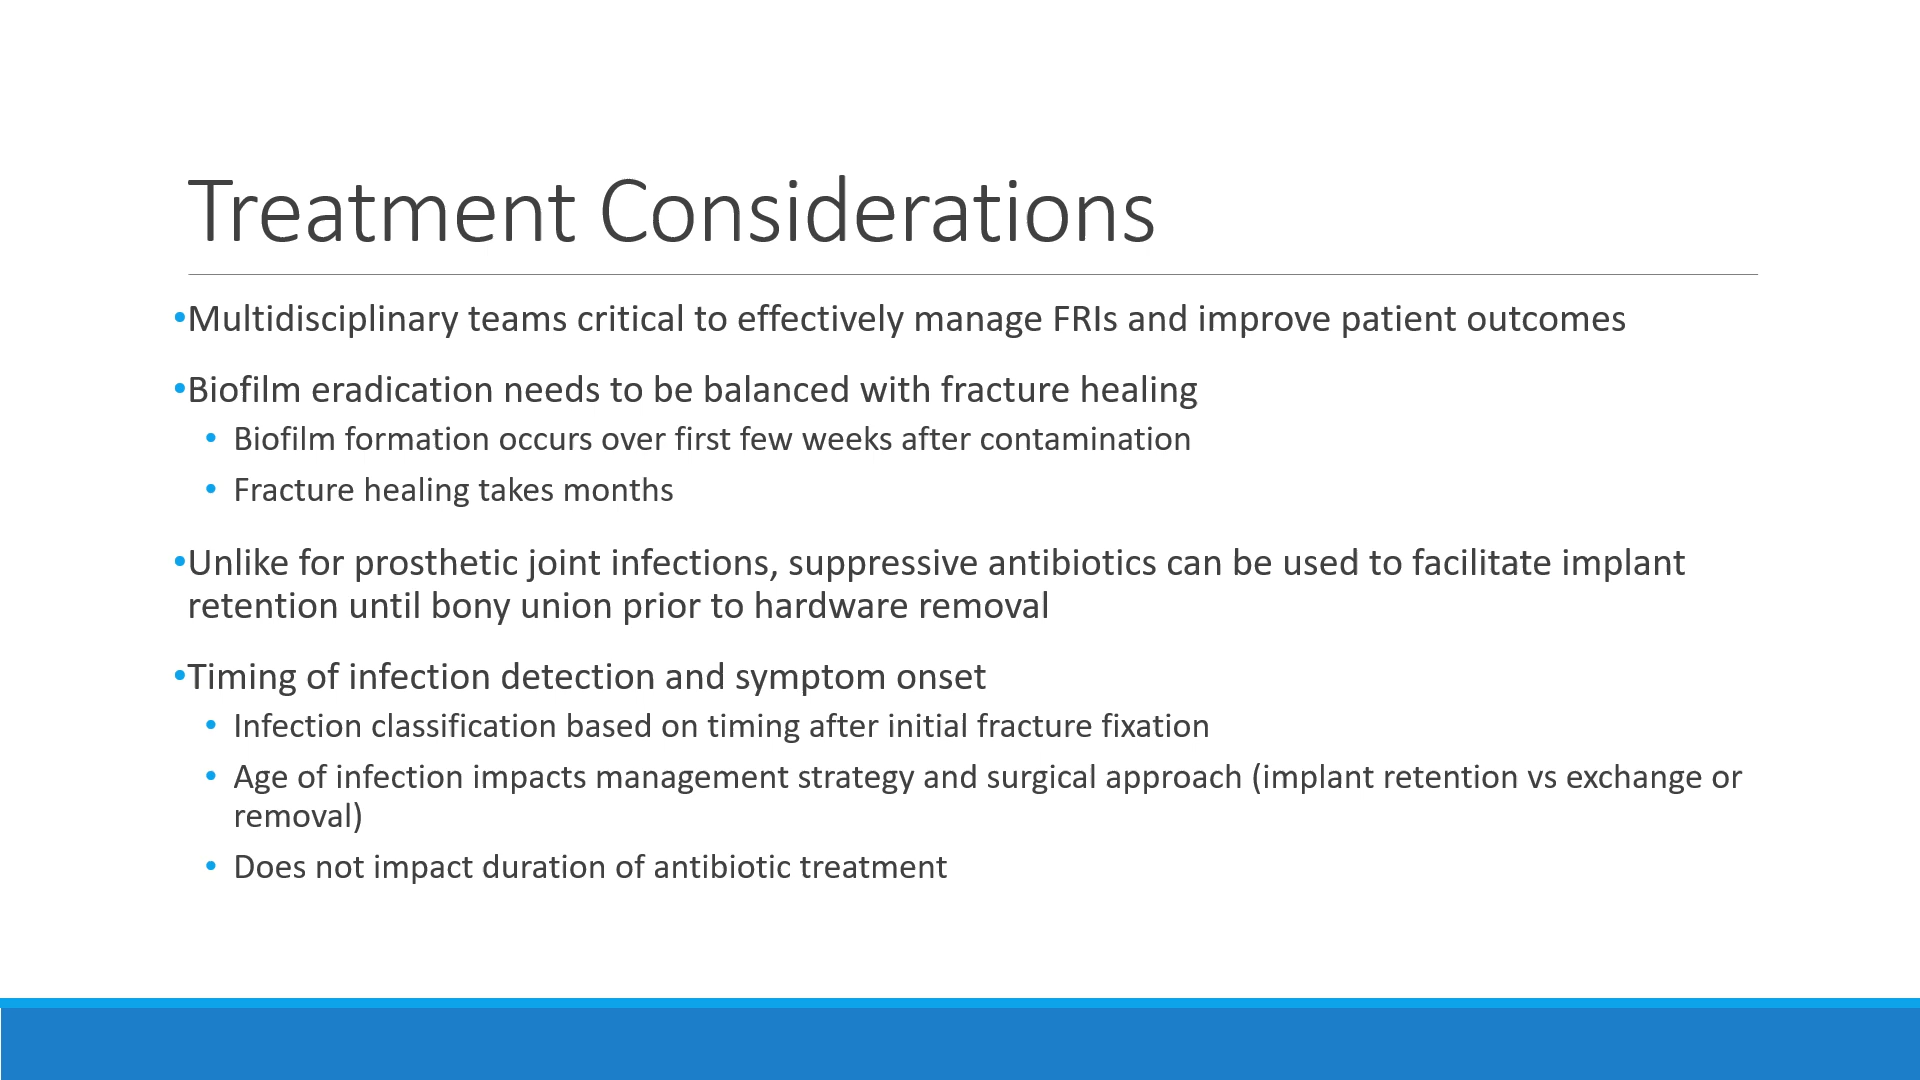 Treatment Considerations
•Multidisciplinary teams critical to effectively manage FRIs and improve patient outcomes
•Biofilm eradication needs to be balanced with fracture healing
• Biofilm formation occurs over first few weeks after contamination
• Fracture healing takes months
•Unlike for prosthetic joint infections, suppressive antibiotics can be used to facilitate implant
retention until bony union prior to hardware removal
•Timing of infection detection and symptom onset
• Infection classification based on timing after initial fracture fixation
• Age of infection impacts management strategy and surgical approach (implant retention vs exchange or
removal)
• Does not impact duration of antibiotic treatment